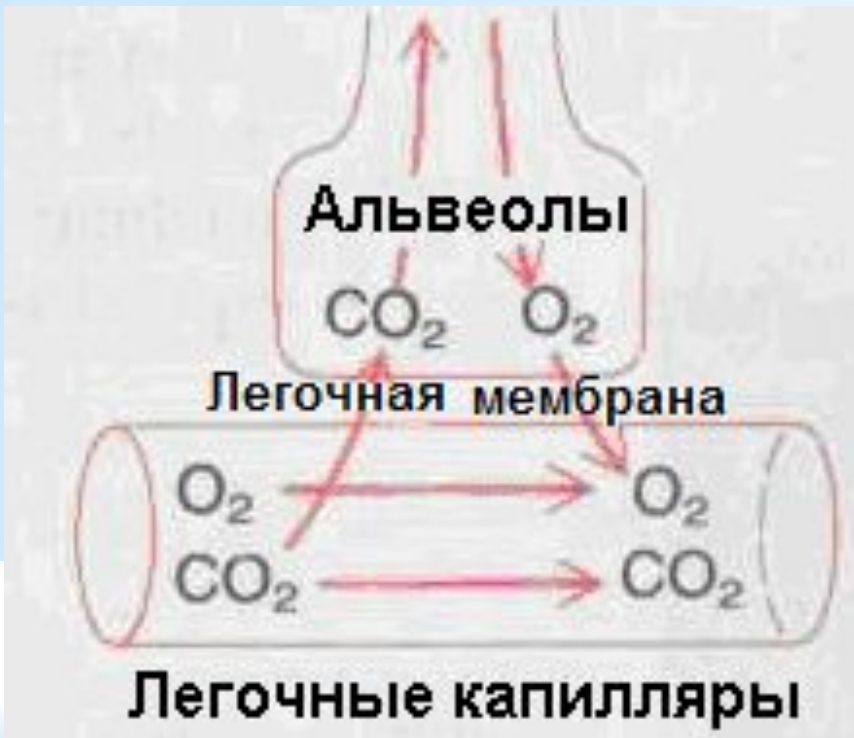 Альвеолы
CO₂ O₂
Легочная мембрана
O₂ O₂
CO₂ CO₂
Легочные капилляры